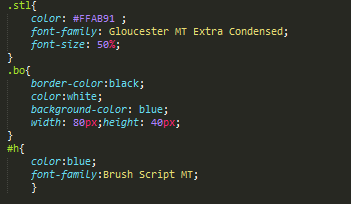 .stl{
color: #FFAB91 ;
font-family: Gloucester MT Extra Condensed;
font-size: 50%;
}
.bo{
border-color:black;
color:white;
background-color: blue;
width: 80px;height: 40px;
}
#h{
color:blue;
font-family:Brush Script MT;
}